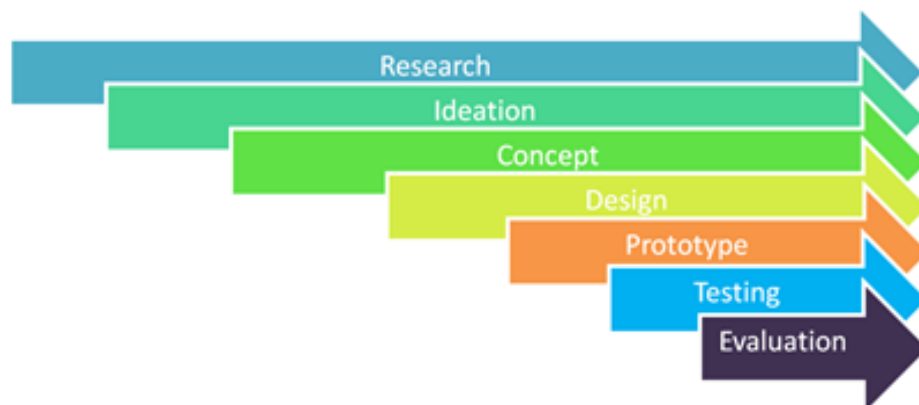 Research
Ideation
Concept
Design
Prototype
Testing
Evaluation